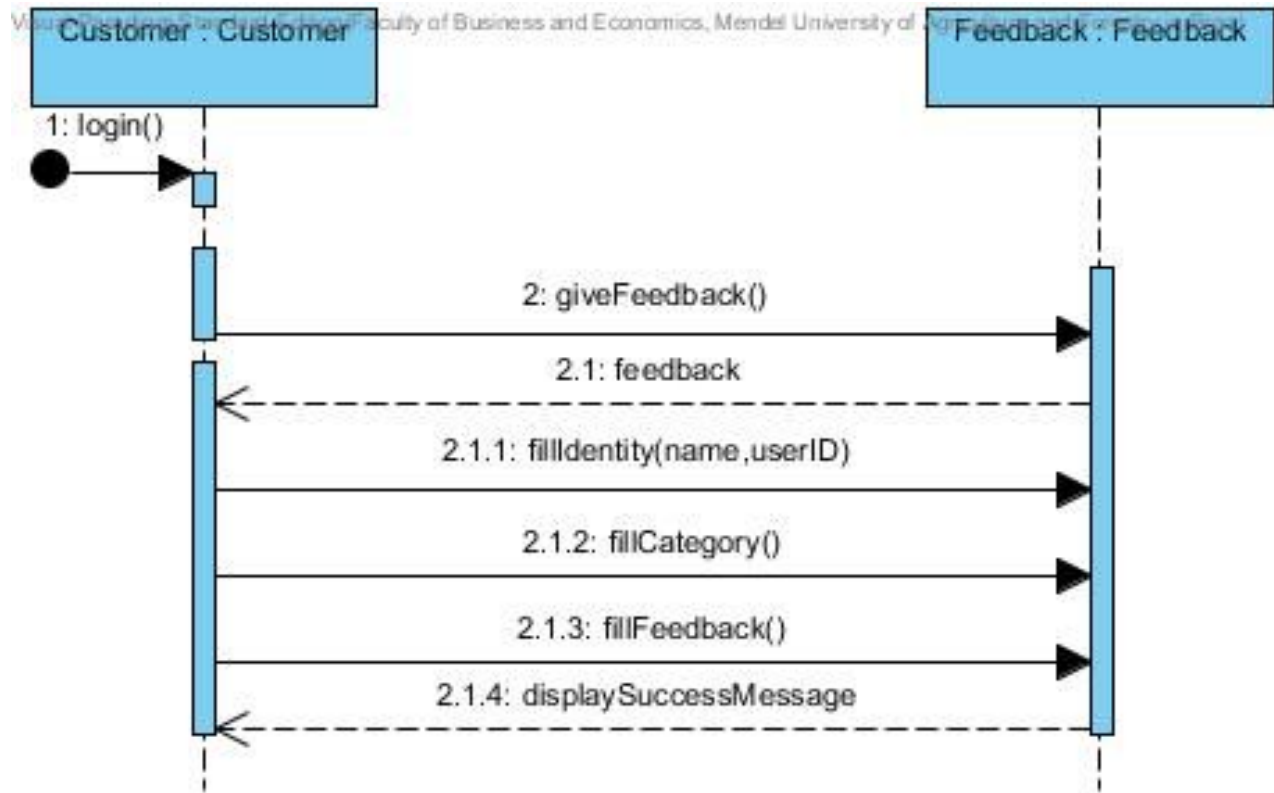 Faculty of Business and Economics, Mendel University of
Customer : Customer
Feedback : Feedback
1: login()
2: giveFeedback()
2.1: feedback
2.1.1: fillIdentity(name,userID)
2.1.2: fillCategory()
2.1.3: fillFeedback()
2.1.4: displaySuccessMessage